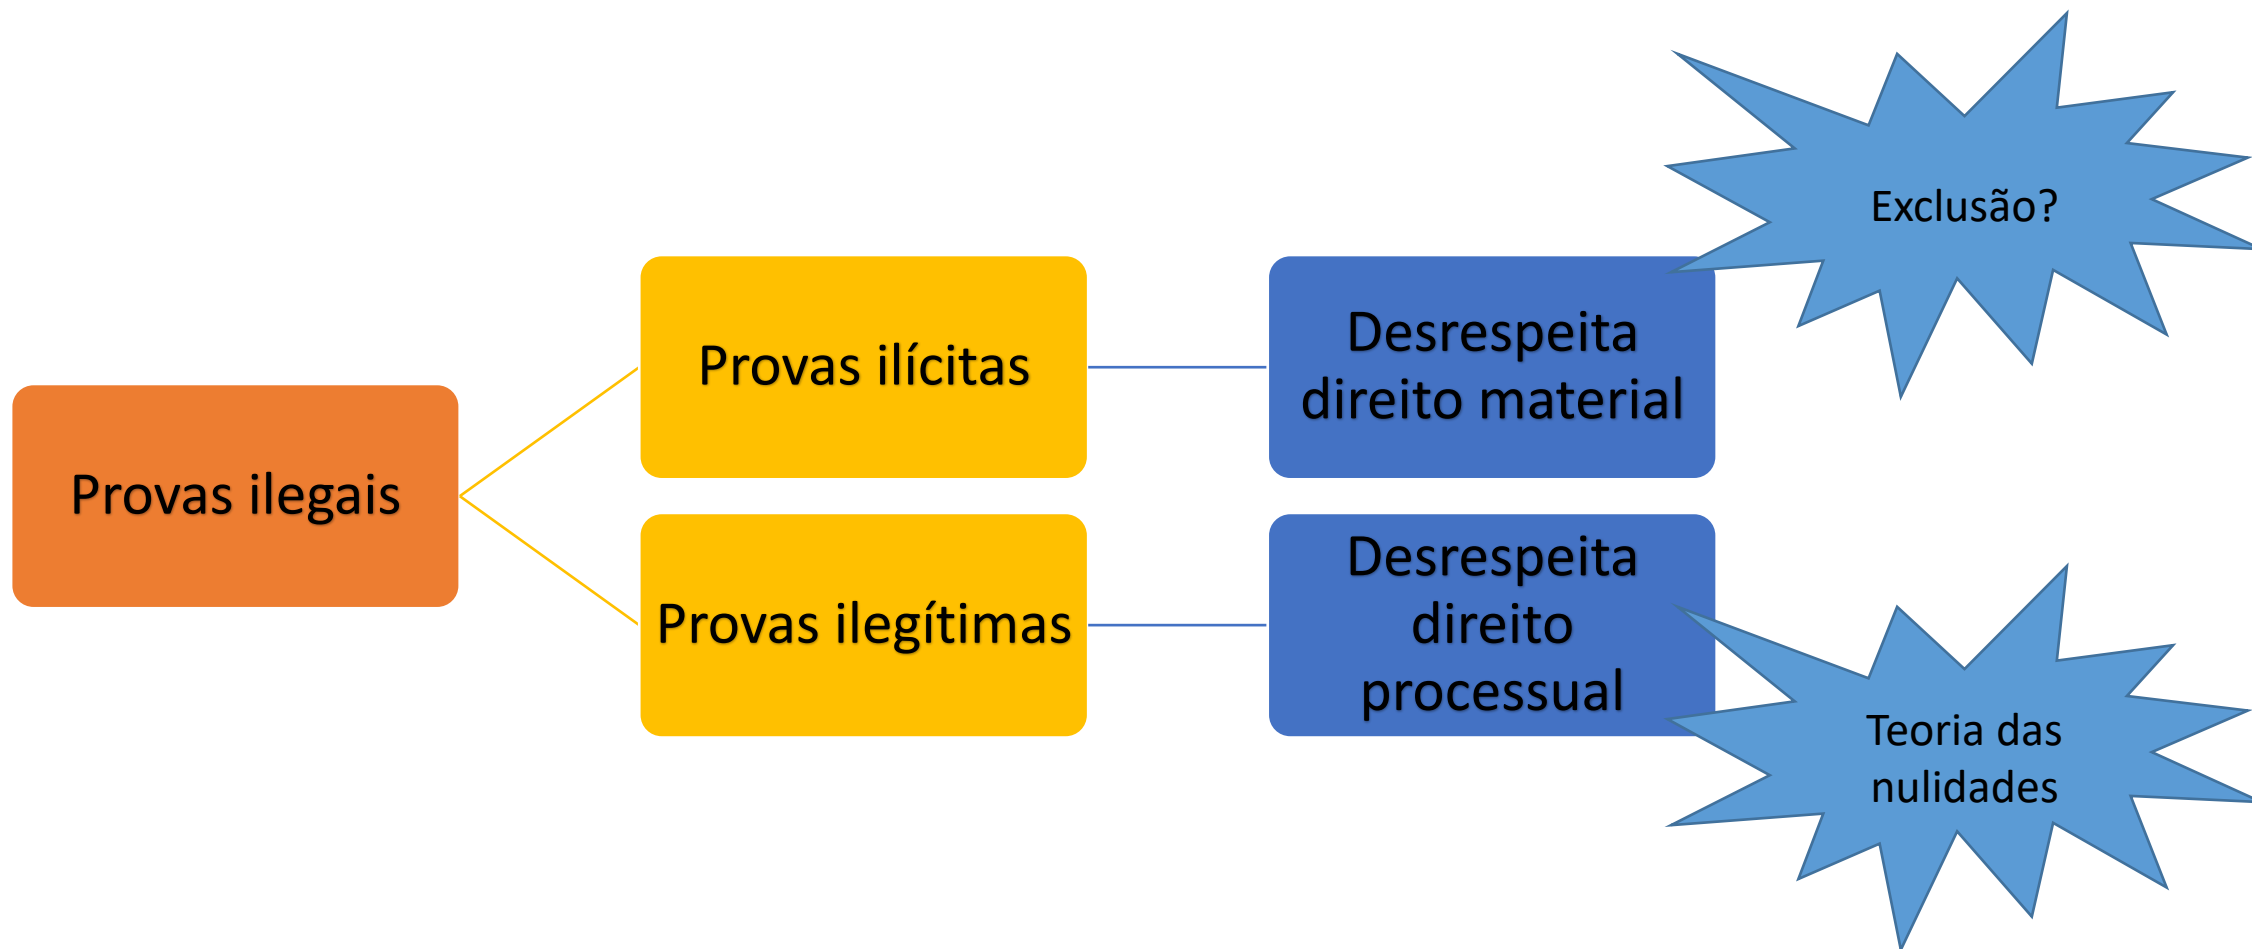 Exclusão?
Provas ilegais
Provas ilícitas
Desrespeita
direito material
Provas ilegítimas
Desrespeita
direito
processual
Teoria das
nulidades